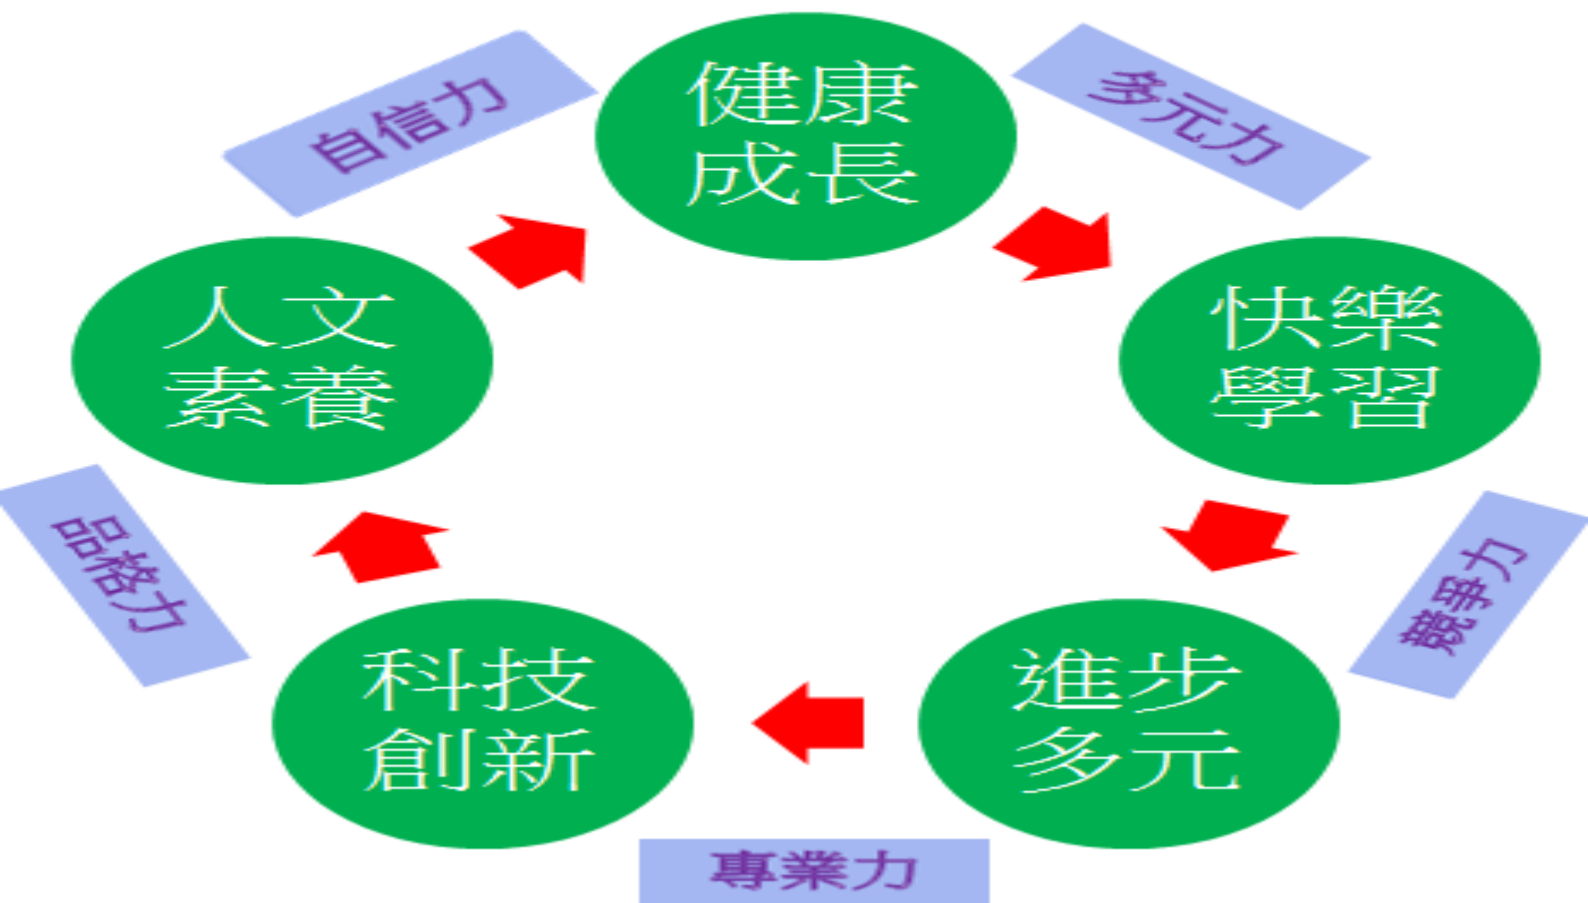 健康
成長
多元力
快樂
學習
競爭力
進步
多元
專業力
科技
創新
品格力
人文
素養
自信力